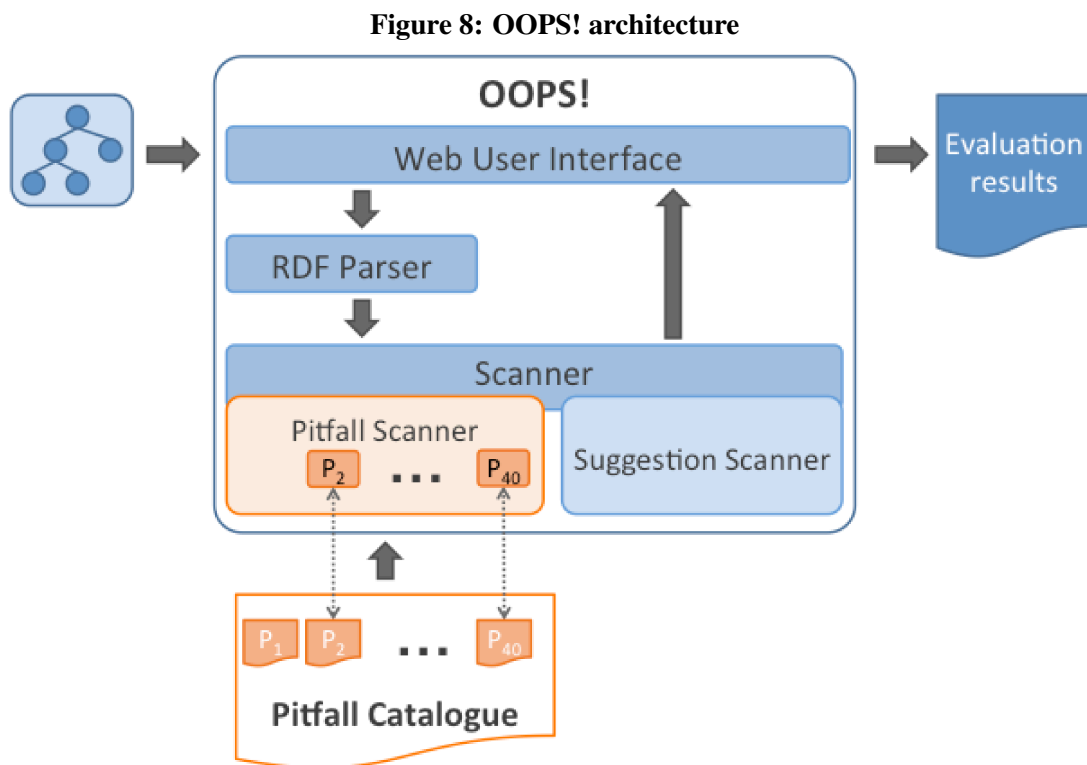 Figure 8: OOPS! architecture
OOPS!
Web User Interface
Evaluation
results
RDF Parser
Scanner
Pitfall Scanner
P2 ... P40
Suggestion Scanner
P1 P2 ... P40
Pitfall Catalogue